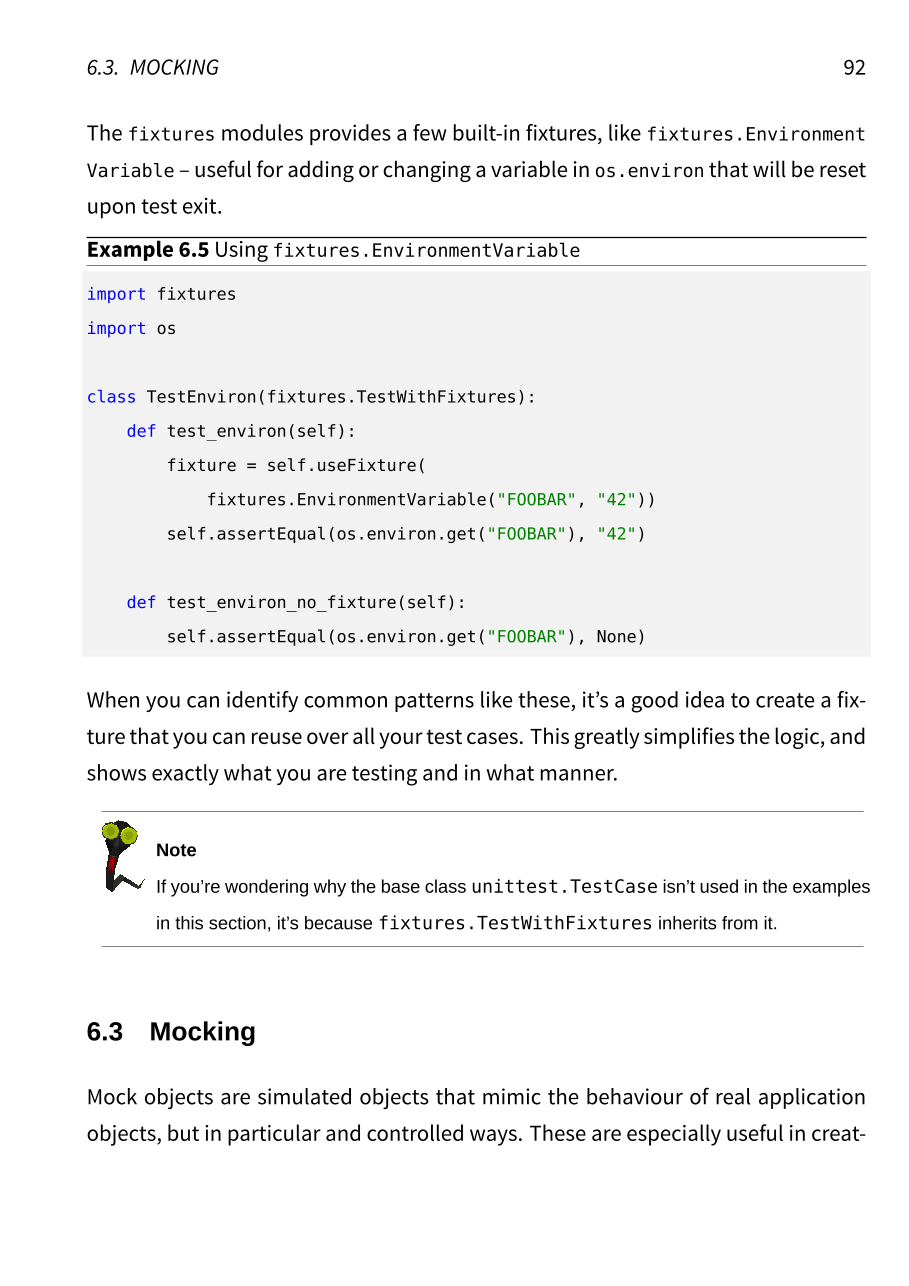 6.3. MOCKING 92
The fixtures modules provides a few built-in fixtures, like fixtures.Environment
Variable – useful for adding or changing a variable in os.environ that will be reset
upon test exit.
Example 6.5 Using fixtures.EnvironmentVariable
import fixtures
import os
class TestEnviron(fixtures.TestWithFixtures):
    def test_environ(self):
        fixture = self.useFixture(
            fixtures.EnvironmentVariable("FOOBAR", "42"))
        self.assertEqual(os.environ.get("FOOBAR"), "42")
    def test_environ_no_fixture(self):
        self.assertEqual(os.environ.get("FOOBAR"), None)
When you can identify common patterns like these, it’s a good idea to create a fix-
ture that you can reuse over all your test cases. This greatly simplifies the logic, and
shows exactly what you are testing and in what manner.
Note
If you’re wondering why the base class unittest.TestCase isn’t used in the examples
in this section, it’s because fixtures.TestWithFixtures inherits from it.
6.3 Mocking
Mock objects are simulated objects that mimic the behaviour of real application
objects, but in particular and controlled ways. These are especially useful in creat-